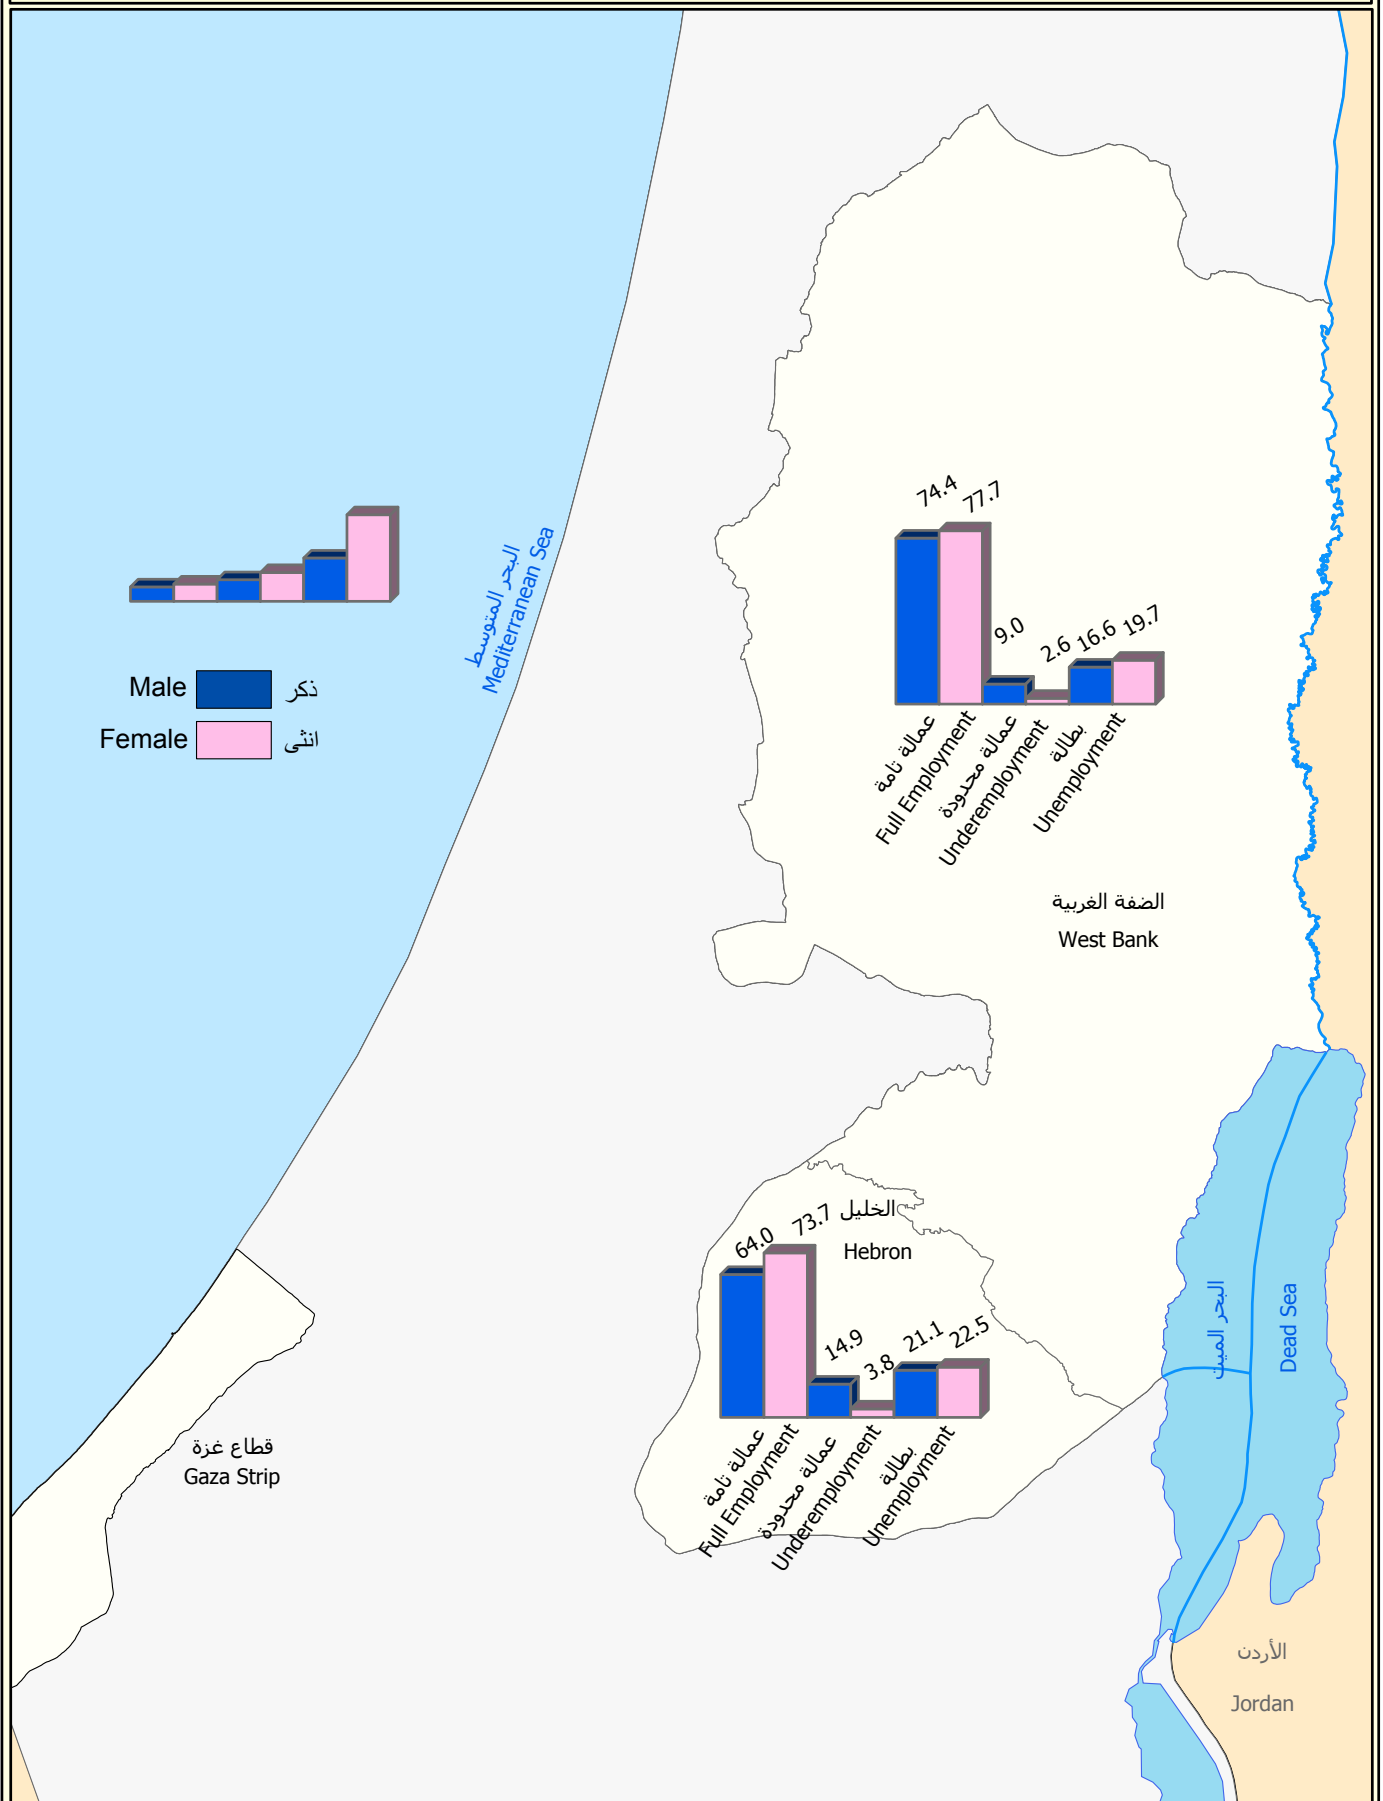 74.4
77.7
9.0
2.6
16.6
19.7
عمالة تامة
Full Employment
عمالة محدودة
Underemployment
بطالة
Unemployment
البحر المتوسط
Mediterranean Sea
Male
ذكر
Female
انثى
الضفة الغربية
West Bank
الخليل
Hebron
64.0
73.7
14.9
3.8
21.1
22.5
عمالة تامة
Full Employment
عمالة محدودة
Underemployment
بطالة
Unemployment
البحر الميت
Dead Sea
قطاع غزة
Gaza Strip
الأردن
Jordan